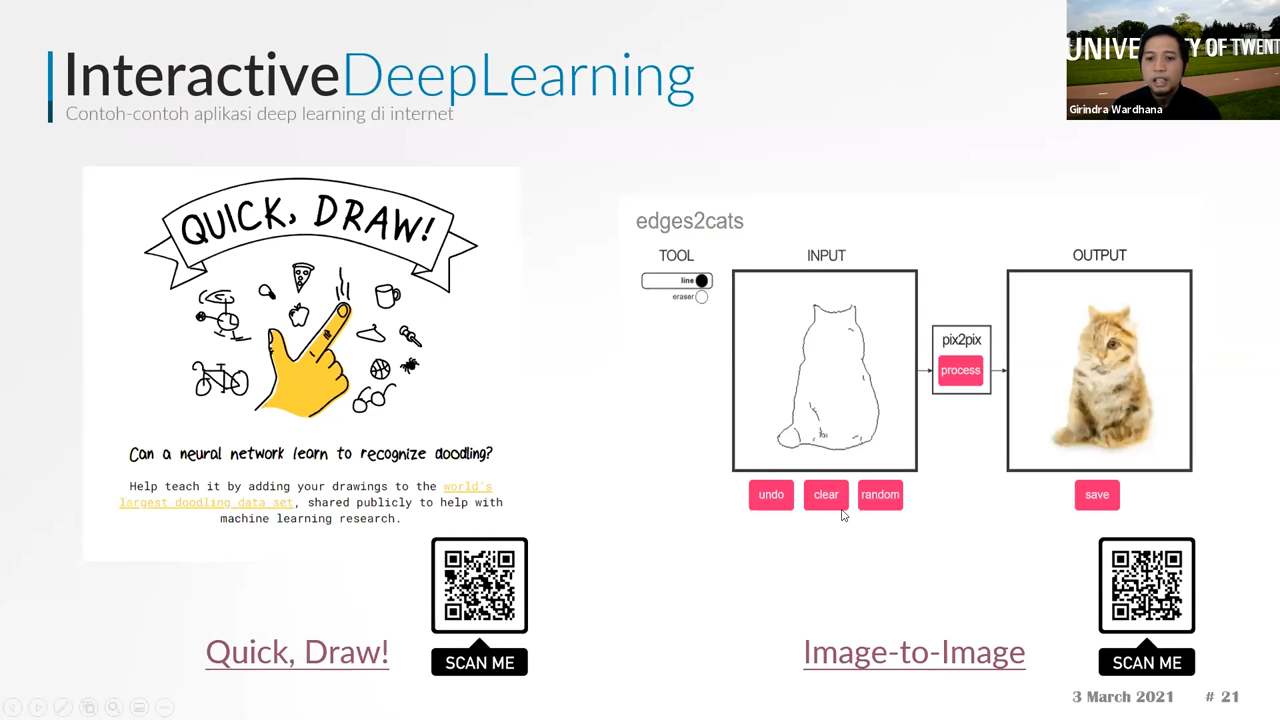 InteractiveDeepLearning
Contoh-contoh aplikasi deep learning di internet
UNIVE Y OF TWENT
Girindra Wardhana
QUICK, DRAW!
Can a neural network learn to recognize doodling?
Help teach it by adding your drawings to the world's
largest doodling data set, shared publicly to help with
machine learning research.
SCAN ME
Quick, Draw!
edges2cats
TOOL
line
eraser
INPUT
pix2pix
process
OUTPUT
undo
clear
random
save
SCAN ME
Image-to-Image
3 March 2021
# 21